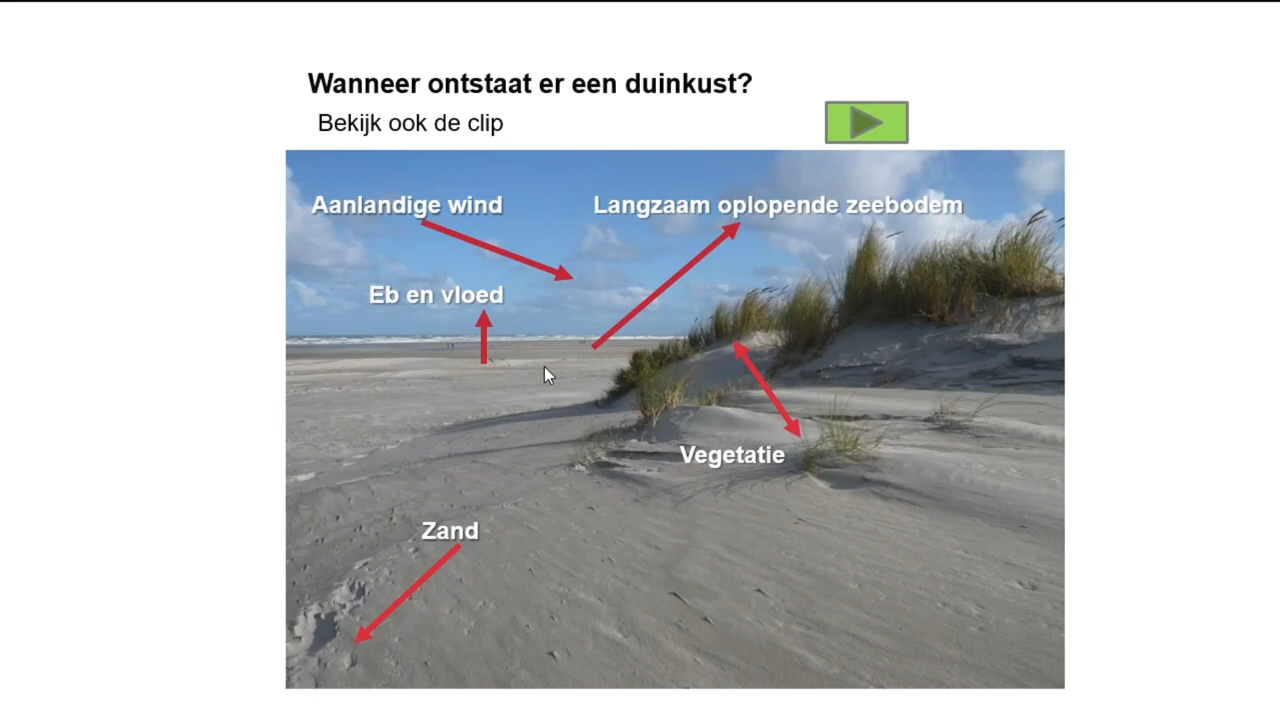 Wanneer ontstaat er een duinkust?
Bekijk ook de clip
Aanlandige wind
Langzaam oplopende zeebodem
Eb en vloed
Vegetatie
Zand